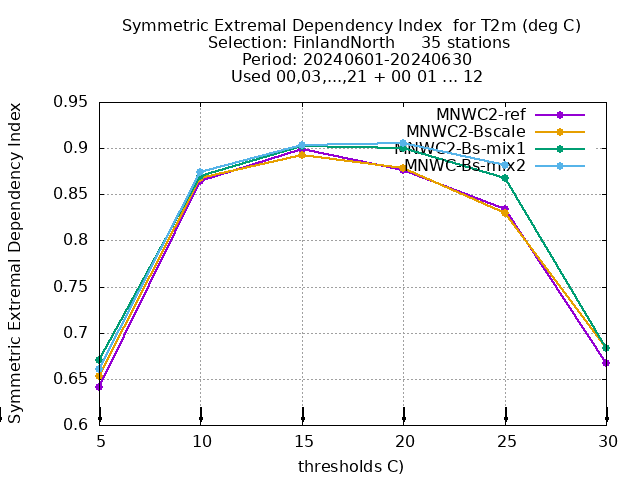 Symmetric Extremal Dependency Index for T2m (deg C)
Selection: FinlandNorth 35 stations
Period: 20240601-20240630
Used 00,03,...,21 + 00 01 ... 12
Symmetric Extremal Dependency Index
0.95
0.9
0.85
0.8
0.75
0.7
0.65
0.6
MNWC2-ref
MNWC2-Bscale
MNWC2-Bs-mix1
MNWC-Bs-mix2
5 10 15 20 25 30
thresholds C)